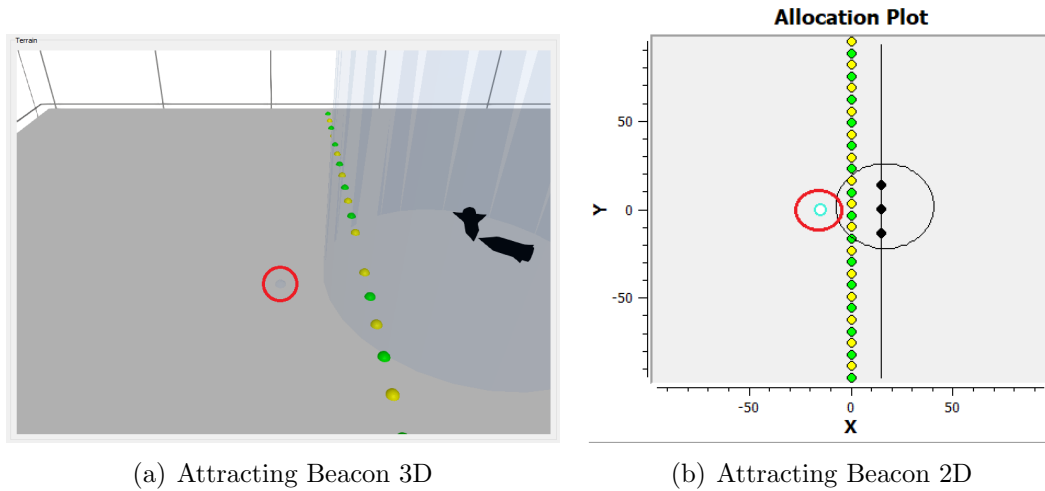 Terrain
Allocation Plot
50
0
-50
Y
-50
0
50
X
(a) Attracting Beacon 3D
(b) Attracting Beacon 2D